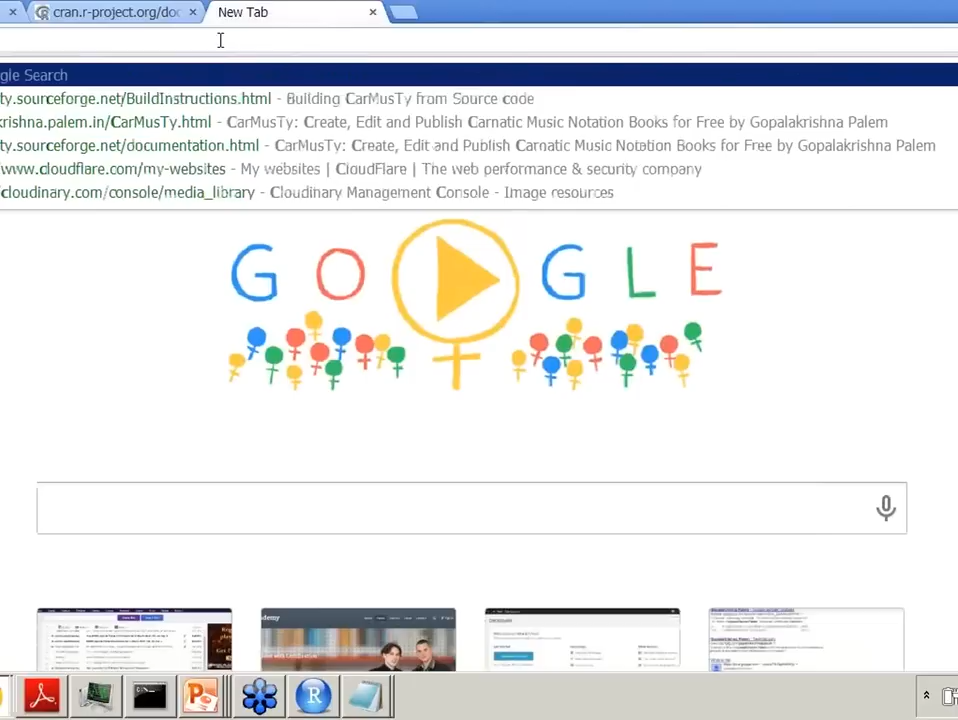 cran.r-project.org/doc
New Tab
gle Search
ty.sourceforge.net/BuildInstructions.html - Building CarMusTy from Source code
krishna.palem.in/CarMusTy.html - CarMusTy: Create, Edit and Publish Carnatic Music Notation Books for Free by Gopalakrishna Palem
ty.sourceforge.net/documentation.html - CarMusTy: Create, Edit and Publish Carnatic Music Notation Books for Free by Gopalakrishna Palem
/www.cloudflare.com/my-websites - My websites | CloudFlare | The web performance & security company
cloudinary.com/console/media_library - Cloudinary Management Console - Image resources
GO GLE